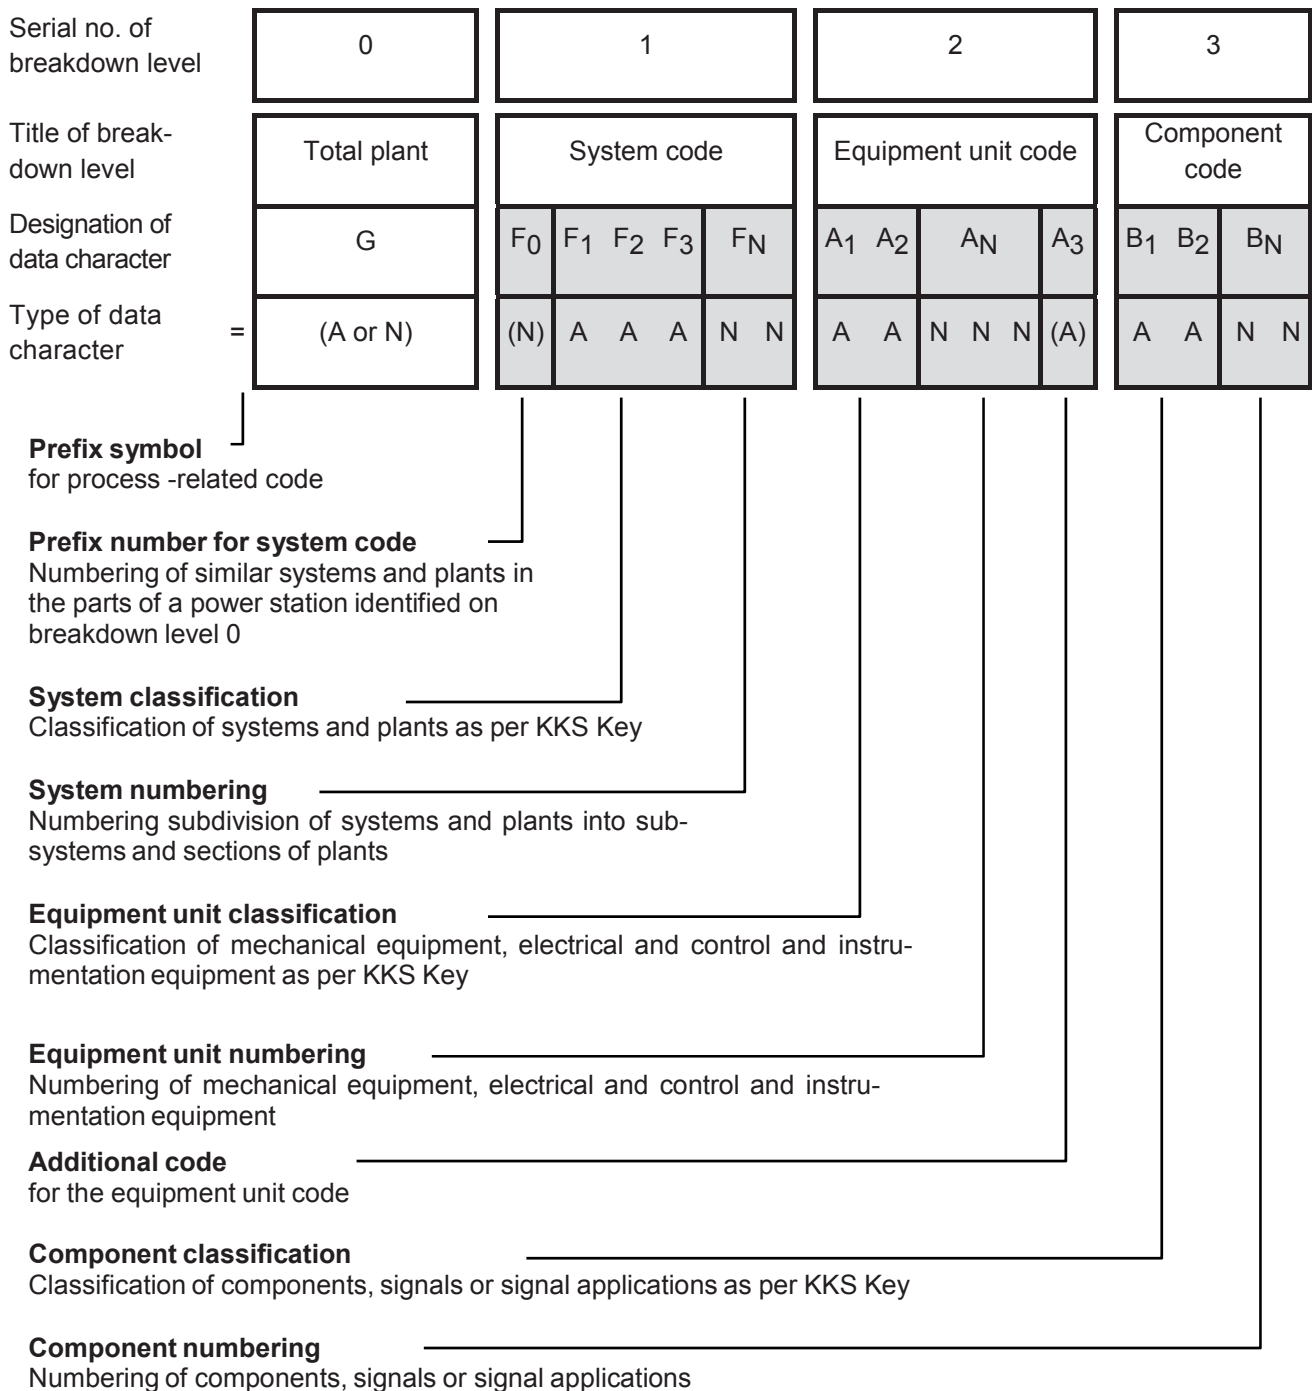 Serial no. of
breakdown level
0 1 2 3
Title of break-
down level
Total plant System code Equipment unit code Component
code
Designation of
data character
G F0 F1 F2 F3 FN A1 A2 AN A3 B1 B2 BN
Type of data
character
= (A or N) (N) A A A N N A A N N N (A) A A N N
Prefix symbol
for process -related code
Prefix number for system code
Numbering of similar systems and plants in
the parts of a power station identified on
breakdown level 0
System classification
Classification of systems and plants as per KKS Key
System numbering
Numbering subdivision of systems and plants into sub-
systems and sections of plants
Equipment unit classification
Classification of mechanical equipment, electrical and control and instru-
mentation equipment as per KKS Key
Equipment unit numbering
Numbering of mechanical equipment, electrical and control and instru-
mentation equipment
Additional code
for the equipment unit code
Component classification
Classification of components, signals or signal applications as per KKS Key
Component numbering
Numbering of components, signals or signal applications